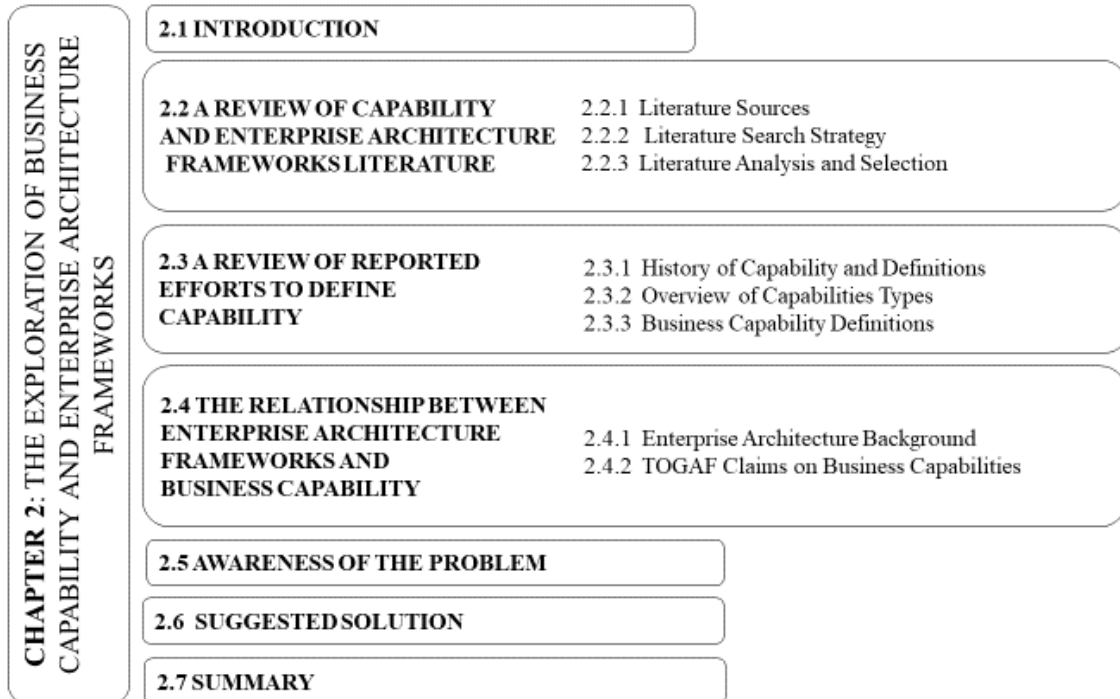 CHAPTER 2: THE EXPLORATION OF BUSINESS
CAPABILITY AND ENTERPRISE ARCHITECTURE
FRAMEWORKS
2.1 INTRODUCTION
2.2 A REVIEW OF CAPABILITY
AND ENTERPRISE ARCHITECTURE
FRAMEWORKS LITERATURE
2.2.1 Literature Sources
2.2.2 Literature Search Strategy
2.2.3 Literature Analysis and Selection
2.3 A REVIEW OF REPORTED
EFFORTS TO DEFINE
CAPABILITY
2.3.1 History of Capability and Definitions
2.3.2 Overview of Capabilities Types
2.3.3 Business Capability Definitions
2.4 THE RELATIONSHIP BETWEEN
ENTERPRISE ARCHITECTURE
FRAMEWORKS AND
BUSINESS CAPABILITY
2.4.1 Enterprise Architecture Background
2.4.2 TOGAF Claims on Business Capabilities
2.5 AWARENESS OF THE PROBLEM
2.6 SUGGESTED SOLUTION
2.7 SUMMARY